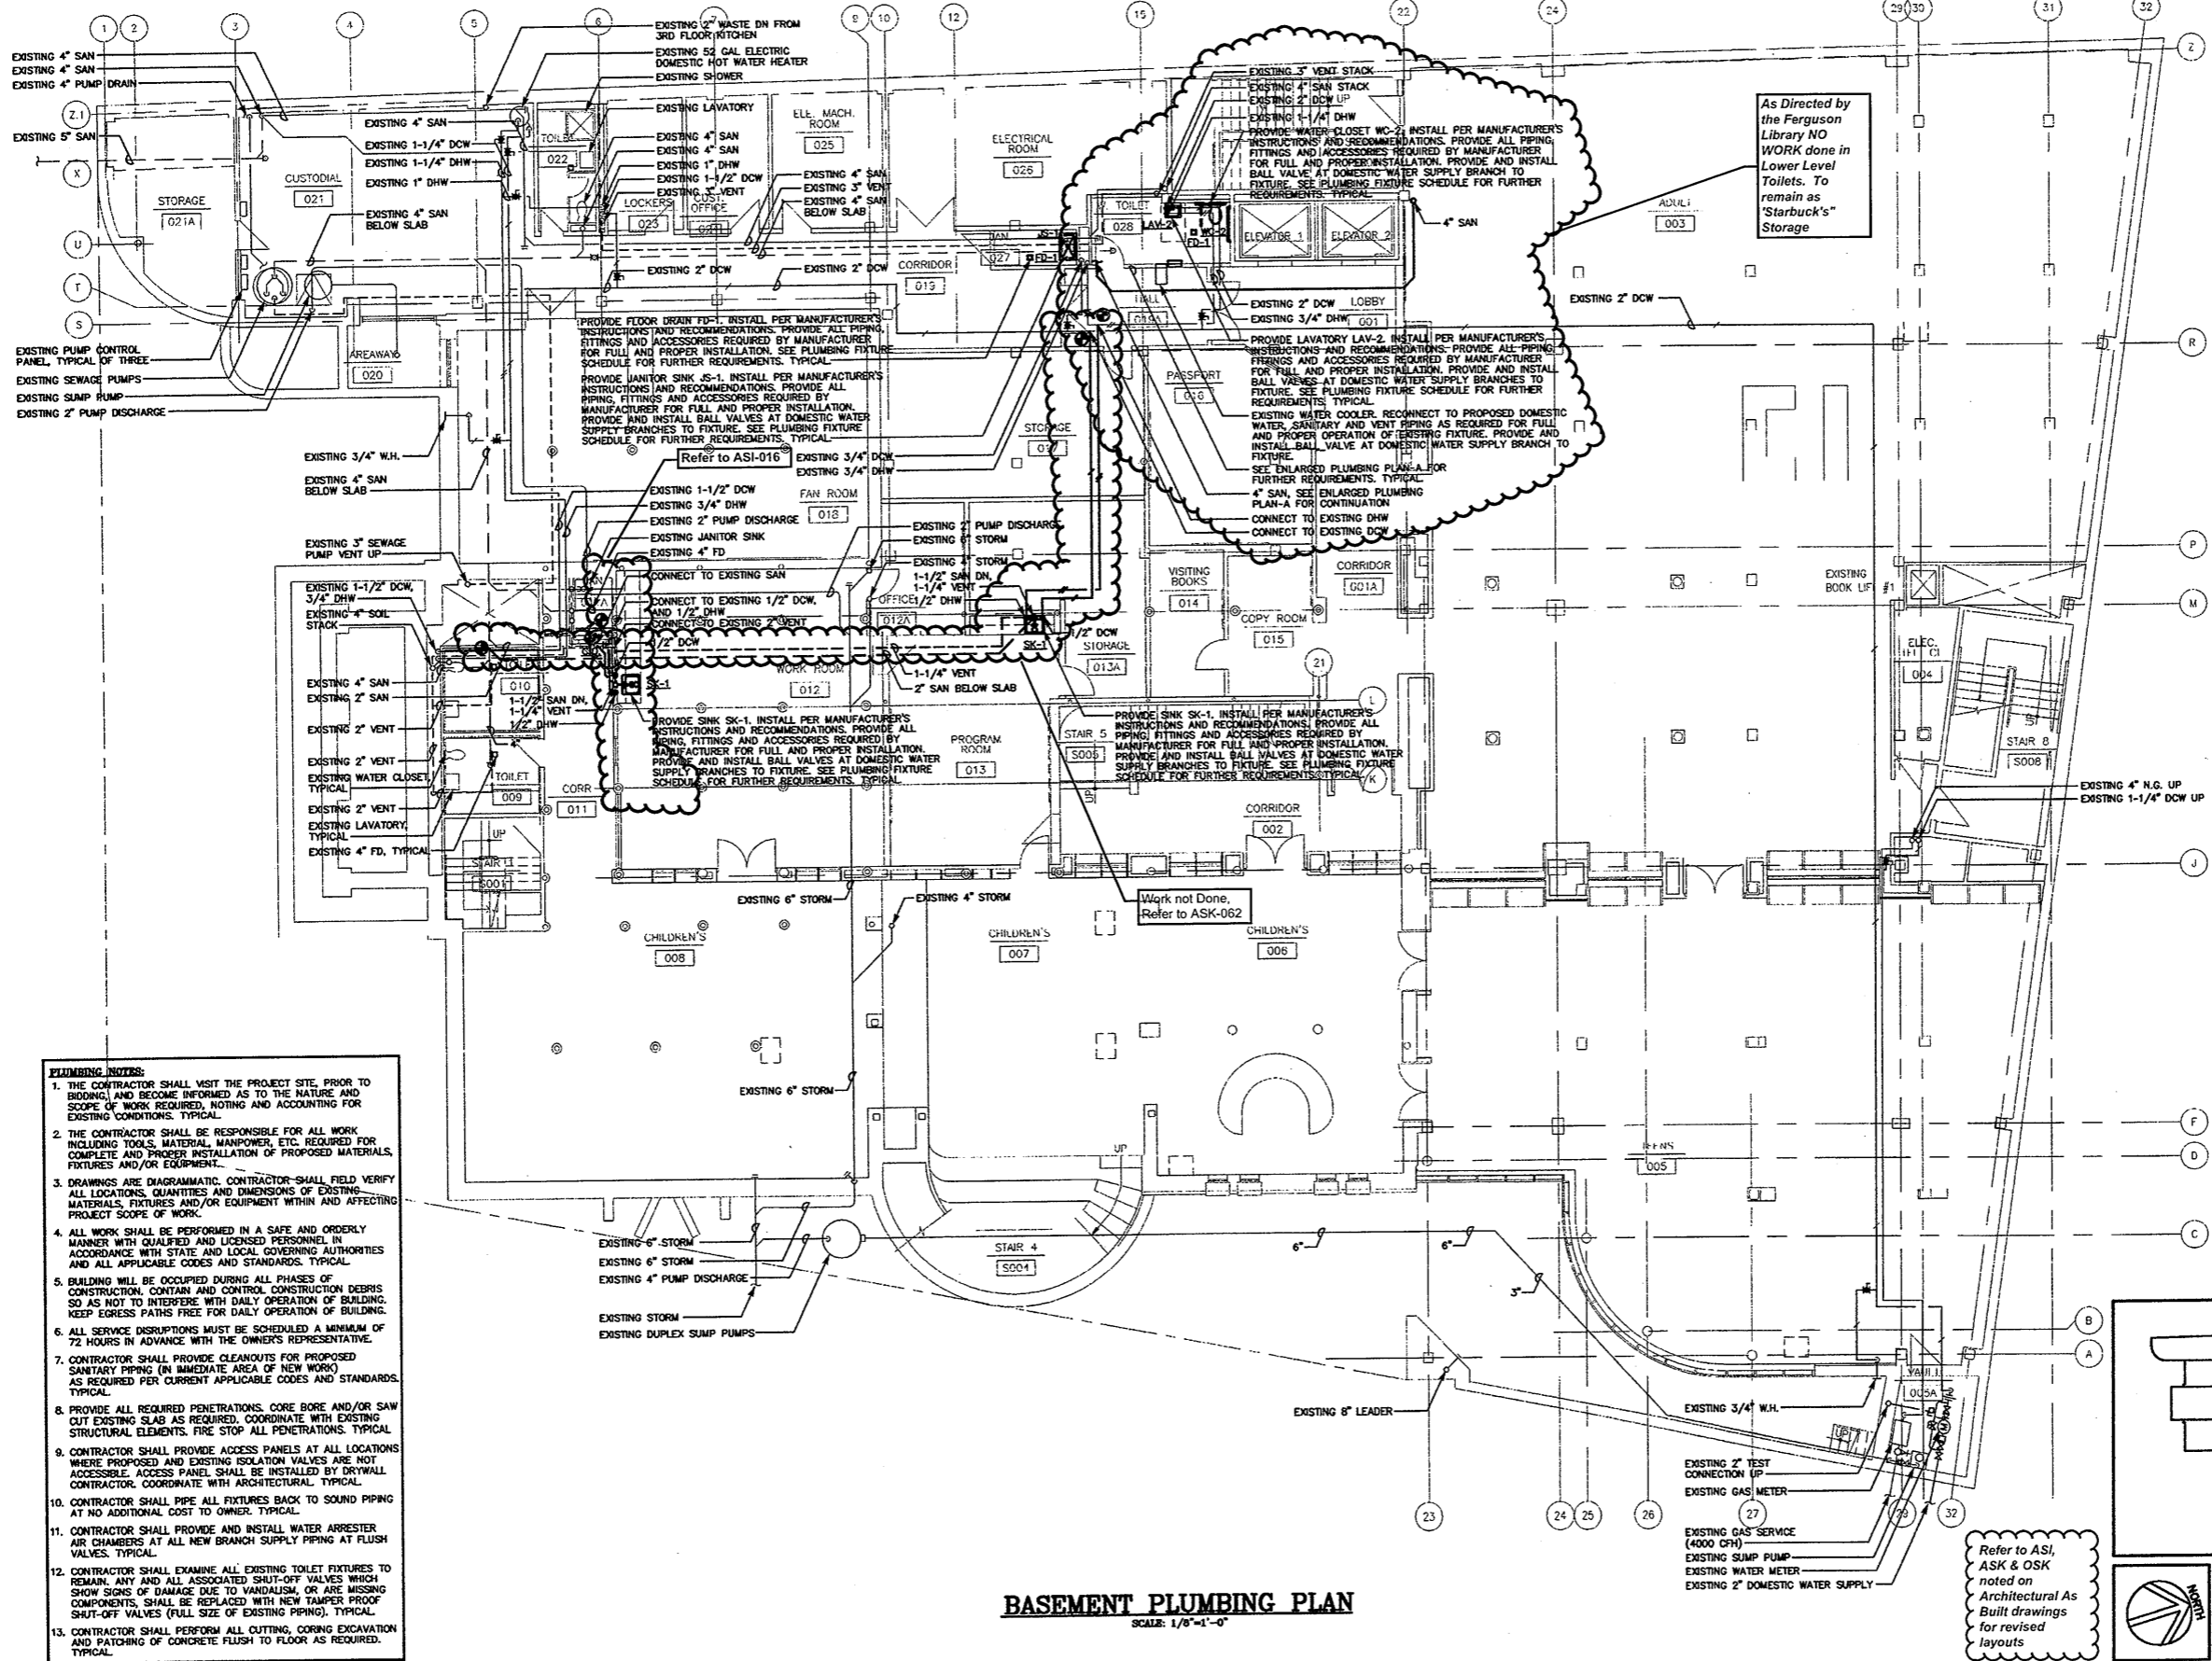 1
2
3
4
5
6
7
8
10
12
15
22
24
29
30
31
32
Z
EXISTING 4" SAN
EXISTING 4" SAN
EXISTING 4" PUMP DRAIN
Z.1
EXISTING 5" SAN
X
U
T
S
EXISTING 2" WASTE DN FROM
3RD FLOOR KITCHEN
EXISTING 52 GAL ELECTRIC
DOMESTIC HOT WATER HEATER
EXISTING SHOWER
EXISTING LAVATORY
EXISTING 4" SAN
EXISTING 4" SAN
EXISTING 1" DHW
EXISTING 1-1/2" DCW
EXISTING 3" VENT
EXISTING 4" SAN
EXISTING 1-1/4" DCW
EXISTING 1-1/4" DHW
EXISTING 1" DHW
EXISTING 4" SAN
BELOW SLAB
STORAGE
021A
CUSTODIAL
021
TOILET
022
LOCKERS
023
CUST.
OFFICE
ELE. MACH.
ROOM
025
ELECTRICAL
ROOM
026
EXISTING 4" SAN
EXISTING 3" VENT
EXISTING 4" SAN
BELOW SLAB
EXISTING 2" DCW
EXISTING 2" DCW
CORRIDOR
019
AREAWAY
020
EXISTING PUMP CONTROL
PANEL, TYPICAL OF THREE
EXISTING SEWAGE PUMPS
EXISTING SUMP PUMP
EXISTING 2" PUMP DISCHARGE
EXISTING 3" VENT STACK
EXISTING 4" SAN STACK
EXISTING 2" DCW UP
EXISTING 1-1/4" DHW
PROVIDE WATER CLOSET WC-2. INSTALL PER MANUFACTURER'S
INSTRUCTIONS AND RECOMMENDATIONS. PROVIDE ALL PIPING,
FITTINGS AND ACCESSORIES REQUIRED BY MANUFACTURER
FOR FULL AND PROPER INSTALLATION. PROVIDE AND INSTALL
BALL VALVE AT DOMESTIC WATER SUPPLY BRANCH TO
FIXTURE. SEE PLUMBING FIXTURE SCHEDULE FOR FURTHER
REQUIREMENTS. TYPICAL
4" SAN
TOILET
028
LAV-2
WC-2
FD-1
ELEVATOR 1
ELEVATOR 2
JS-1
027
FD-1
HALL
019A
ADULT
003
As Directed by
the Ferguson
Library NO
WORK done in
Lower Level
Toilets. To
remain as
'Starbuck's"
Storage
EXISTING 2" DCW
EXISTING 2" DCW
EXISTING 3/4" DHW
LOBBY
001
R
PROVIDE FLOOR DRAIN FD-1. INSTALL PER MANUFACTURER'S
INSTRUCTIONS AND RECOMMENDATIONS. PROVIDE ALL PIPING,
FITTINGS AND ACCESSORIES REQUIRED BY MANUFACTURER
FOR FULL AND PROPER INSTALLATION. SEE PLUMBING FIXTURE
SCHEDULE FOR FURTHER REQUIREMENTS. TYPICAL
PROVIDE JANITOR SINK JS-1. INSTALL PER MANUFACTURER'S
INSTRUCTIONS AND RECOMMENDATIONS. PROVIDE ALL
PIPING, FITTINGS AND ACCESSORIES REQUIRED BY
MANUFACTURER FOR FULL AND PROPER INSTALLATION.
PROVIDE AND INSTALL BALL VALVES AT DOMESTIC WATER
SUPPLY BRANCHES TO FIXTURE. SEE PLUMBING FIXTURE
SCHEDULE FOR FURTHER REQUIREMENTS. TYPICAL
PROVIDE LAVATORY LAV-2. INSTALL PER MANUFACTURER'S
INSTRUCTIONS AND RECOMMENDATIONS. PROVIDE ALL PIPING,
FITTINGS AND ACCESSORIES REQUIRED BY MANUFACTURER
FOR FULL AND PROPER INSTALLATION. PROVIDE AND INSTALL
BALL VALVES AT DOMESTIC WATER SUPPLY BRANCHES TO
FIXTURE. SEE PLUMBING FIXTURE SCHEDULE FOR FURTHER
REQUIREMENTS. TYPICAL
EXISTING WATER COOLER. RECONNECT TO PROPOSED DOMESTIC
WATER, SANITARY AND VENT PIPING AS REQUIRED FOR FULL
AND PROPER OPERATION OF EXISTING FIXTURE. PROVIDE AND
INSTALL BALL VALVE AT DOMESTIC WATER SUPPLY BRANCH TO
FIXTURE.
SEE ENLARGED PLUMBING PLAN-A FOR
FURTHER REQUIREMENTS. TYPICAL
4" SAN, SEE ENLARGED PLUMBING
PLAN-A FOR CONTINUATION
CONNECT TO EXISTING DHW
CONNECT TO EXISTING DCW
PASSPORT
016
STORAGE
017
Refer to ASI-016
EXISTING 3/4" DCW
EXISTING 3/4" DHW
EXISTING 3/4" W.H.
EXISTING 4" SAN
BELOW SLAB
EXISTING 1-1/2" DCW
EXISTING 3/4" DHW
EXISTING 2" PUMP DISCHARGE
EXISTING JANITOR SINK
EXISTING 4" FD
CONNECT TO EXISTING SAN
CONNECT TO EXISTING 1/2" DCW,
AND 1/2" DHW
CONNECT TO EXISTING 2" VENT
1/2" DCW
FAN ROOM
018
EXISTING 2" PUMP DISCHARGE
EXISTING 6" STORM
EXISTING 4" STORM
1-1/2" SAN DN,
1-1/4" VENT
1/2" DHW
OFFICE
012A
EXISTING 3" SEWAGE
PUMP VENT UP
EXISTING 1-1/2" DCW,
3/4" DHW
EXISTING 4" SOIL
STACK
EXISTING 4" SAN
EXISTING 2" SAN
EXISTING 2" VENT
EXISTING 2" VENT
EXISTING WATER CLOSET,
TYPICAL
EXISTING 2" VENT
EXISTING LAVATORY,
TYPICAL
EXISTING 4" FD, TYPICAL
010
1-1/2" SAN DN,
1-1/4" VENT
1/2" DHW
4"
SK-1
TOILET
009
CORR
011
UP
STAIR 1
S001
WORK ROOM
012
1-1/4" VENT
2" SAN BELOW SLAB
SK-1
1/2" DCW
STORAGE
013A
VISITING
BOOKS
014
COPY ROOM
015
CORRIDOR
001A
21
L
K
P
M
EXISTING
BOOK LIFT #1
ELEC.
004
STAIR 8
S008
PROVIDE SINK SK-1. INSTALL PER MANUFACTURER'S
INSTRUCTIONS AND RECOMMENDATIONS. PROVIDE ALL
PIPING, FITTINGS AND ACCESSORIES REQUIRED BY
MANUFACTURER FOR FULL AND PROPER INSTALLATION.
PROVIDE AND INSTALL BALL VALVES AT DOMESTIC WATER
SUPPLY BRANCHES TO FIXTURE. SEE PLUMBING FIXTURE
SCHEDULE FOR FURTHER REQUIREMENTS. TYPICAL
PROGRAM
ROOM
013
STAIR 5
S005
UP
PROVIDE SINK SK-1. INSTALL PER MANUFACTURER'S
INSTRUCTIONS AND RECOMMENDATIONS. PROVIDE ALL
PIPING, FITTINGS AND ACCESSORIES REQUIRED BY
MANUFACTURER FOR FULL AND PROPER INSTALLATION.
PROVIDE AND INSTALL BALL VALVES AT DOMESTIC WATER
SUPPLY BRANCHES TO FIXTURE. SEE PLUMBING FIXTURE
SCHEDULE FOR FURTHER REQUIREMENTS. TYPICAL
CORRIDOR
002
EXISTING 4" N.G. UP
EXISTING 1-1/4" DCW UP
J
EXISTING 6" STORM
EXISTING 4" STORM
Work not Done,
Refer to ASK-062
CHILDREN'S
008
CHILDREN'S
007
CHILDREN'S
006
EXISTING 6" STORM
UP
TEENS
005
F
D
C
B
A
EXISTING 6" STORM
EXISTING 6" STORM
EXISTING 4" PUMP DISCHARGE
EXISTING STORM
EXISTING DUPLEX SUMP PUMPS
STAIR 4
S004
6"
6"
3"
EXISTING 8" LEADER
VAULT
005A
UP
EXISTING 3/4" W.H.
EXISTING 2" TEST
CONNECTION UP
EXISTING GAS METER
EXISTING GAS SERVICE
(4000 CFH)
EXISTING SUMP PUMP
EXISTING WATER METER
EXISTING 2" DOMESTIC WATER SUPPLY
23
24
25
26
27
29
32
PLUMBING NOTES:
1. THE CONTRACTOR SHALL VISIT THE PROJECT SITE, PRIOR TO
BIDDING, AND BECOME INFORMED AS TO THE NATURE AND
SCOPE OF WORK REQUIRED, NOTING AND ACCOUNTING FOR
EXISTING CONDITIONS. TYPICAL
2. THE CONTRACTOR SHALL BE RESPONSIBLE FOR ALL WORK
INCLUDING TOOLS, MATERIAL, MANPOWER, ETC. REQUIRED FOR
COMPLETE AND PROPER INSTALLATION OF PROPOSED MATERIALS,
FIXTURES AND/OR EQUIPMENT.
3. DRAWINGS ARE DIAGRAMMATIC. CONTRACTOR SHALL FIELD VERIFY
ALL LOCATIONS, QUANTITIES AND DIMENSIONS OF EXISTING
MATERIALS, FIXTURES AND/OR EQUIPMENT WITHIN AND AFFECTING
PROJECT SCOPE OF WORK.
4. ALL WORK SHALL BE PERFORMED IN A SAFE AND ORDERLY
MANNER WITH QUALIFIED AND LICENSED PERSONNEL IN
ACCORDANCE WITH STATE AND LOCAL GOVERNING AUTHORITIES
AND ALL APPLICABLE CODES AND STANDARDS. TYPICAL
5. BUILDING WILL BE OCCUPIED DURING ALL PHASES OF
CONSTRUCTION. CONTAIN AND CONTROL CONSTRUCTION DEBRIS
SO AS NOT TO INTERFERE WITH DAILY OPERATION OF BUILDING.
KEEP EGRESS PATHS FREE FOR DAILY OPERATION OF BUILDING.
6. ALL SERVICE DISRUPTIONS MUST BE SCHEDULED A MINIMUM OF
72 HOURS IN ADVANCE WITH THE OWNER'S REPRESENTATIVE.
7. CONTRACTOR SHALL PROVIDE CLEANOUTS FOR PROPOSED
SANITARY PIPING (IN IMMEDIATE AREA OF NEW WORK)
AS REQUIRED PER CURRENT APPLICABLE CODES AND STANDARDS.
TYPICAL
8. PROVIDE ALL REQUIRED PENETRATIONS. CORE BORE AND/OR SAW
CUT EXISTING SLAB AS REQUIRED. COORDINATE WITH EXISTING
STRUCTURAL ELEMENTS. FIRE STOP ALL PENETRATIONS. TYPICAL
9. CONTRACTOR SHALL PROVIDE ACCESS PANELS AT ALL LOCATIONS
WHERE PROPOSED AND EXISTING ISOLATION VALVES ARE NOT
ACCESSIBLE. ACCESS PANEL SHALL BE INSTALLED BY DRYWALL
CONTRACTOR. COORDINATE WITH ARCHITECTURAL. TYPICAL
10. CONTRACTOR SHALL PIPE ALL FIXTURES BACK TO SOUND PIPING
AT NO ADDITIONAL COST TO OWNER. TYPICAL
11. CONTRACTOR SHALL PROVIDE AND INSTALL WATER ARRESTER
AIR CHAMBERS AT ALL NEW BRANCH SUPPLY PIPING AT FLUSH
VALVES. TYPICAL
12. CONTRACTOR SHALL EXAMINE ALL EXISTING TOILET FIXTURES TO
REMAIN. ANY AND ALL ASSOCIATED SHUT-OFF VALVES WHICH
SHOW SIGNS OF DAMAGE DUE TO VANDALISM, OR ARE MISSING
COMPONENTS, SHALL BE REPLACED WITH NEW TAMPER PROOF
SHUT-OFF VALVES (FULL SIZE OF EXISTING PIPING). TYPICAL
13. CONTRACTOR SHALL PERFORM ALL CUTTING, CORING EXCAVATION
AND PATCHING OF CONCRETE FLUSH TO FLOOR AS REQUIRED.
TYPICAL
BASEMENT PLUMBING PLAN
SCALE: 1/8"=1'-0"
Refer to ASI,
ASK & OSK
noted on
Architectural As
Built drawings
for revised
layouts
NORTH